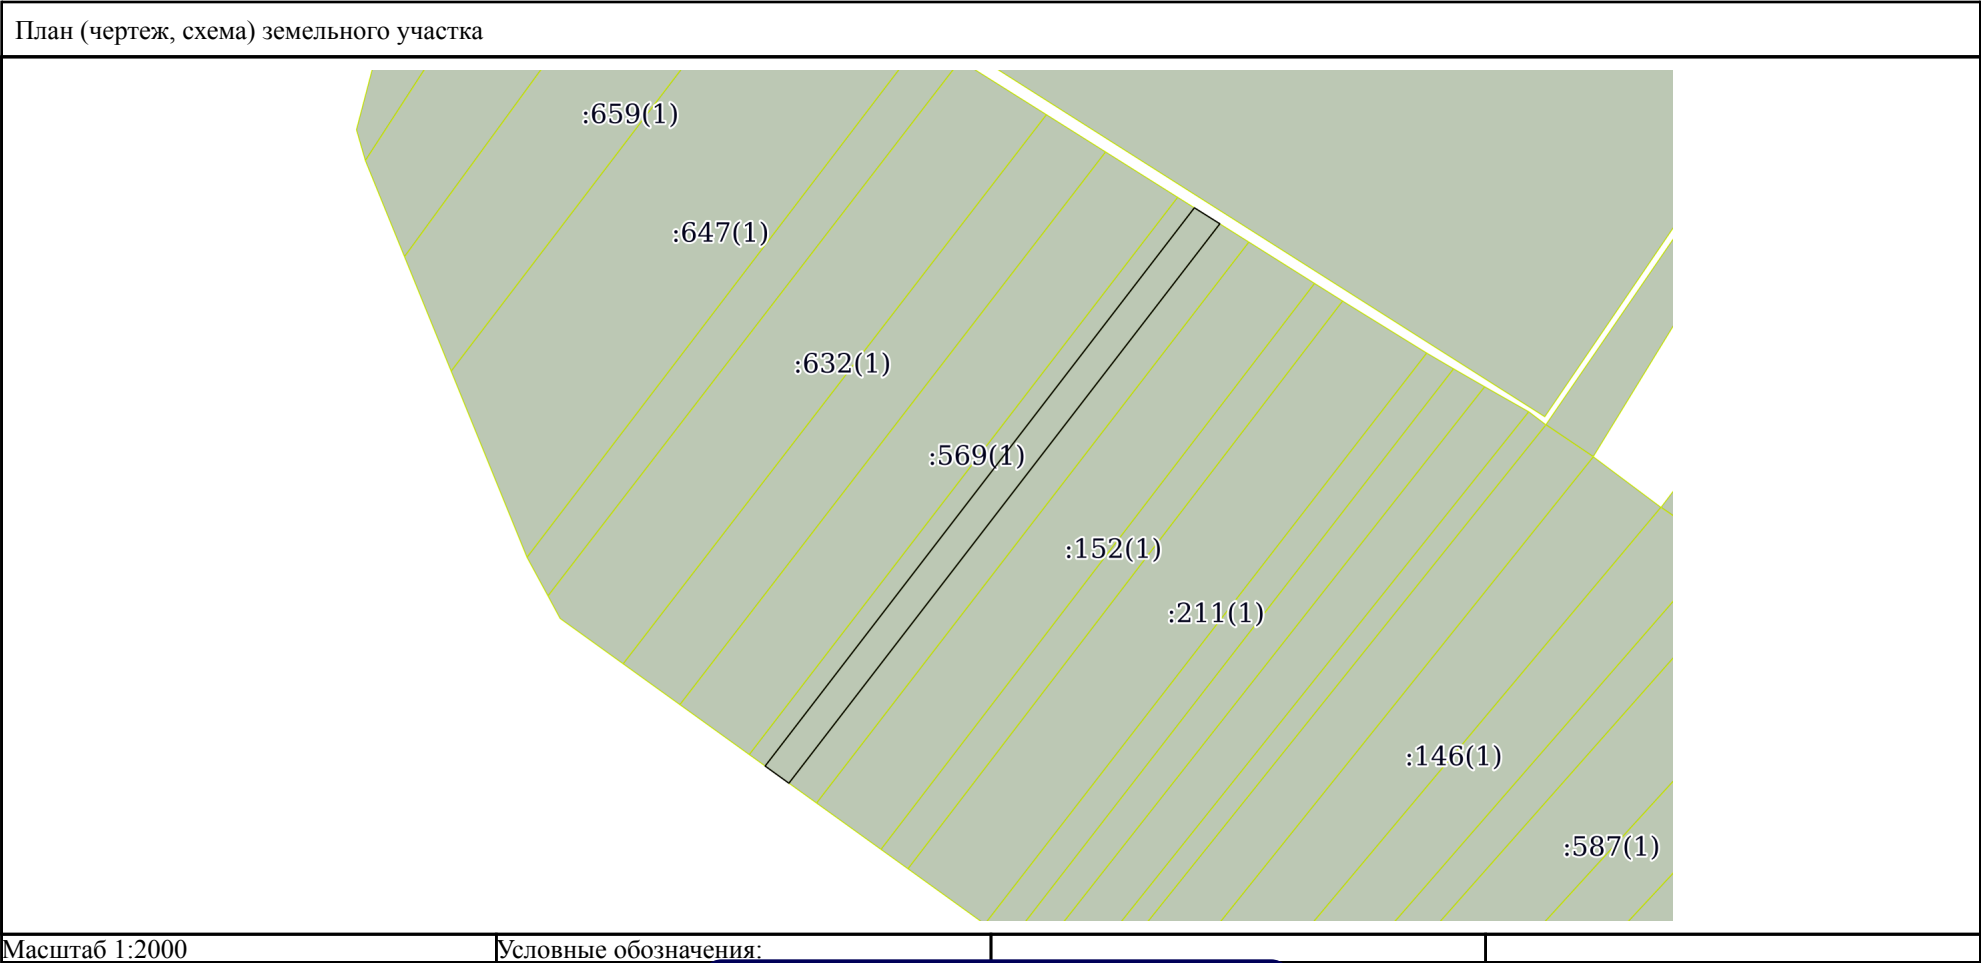 План (чертеж, схема) земельного участка
:659(1)
:647(1)
:632(1)
:569(1)
:152(1)
:211(1)
:146(1)
:587(1)
Масштаб 1:2000
Условные обозначения: